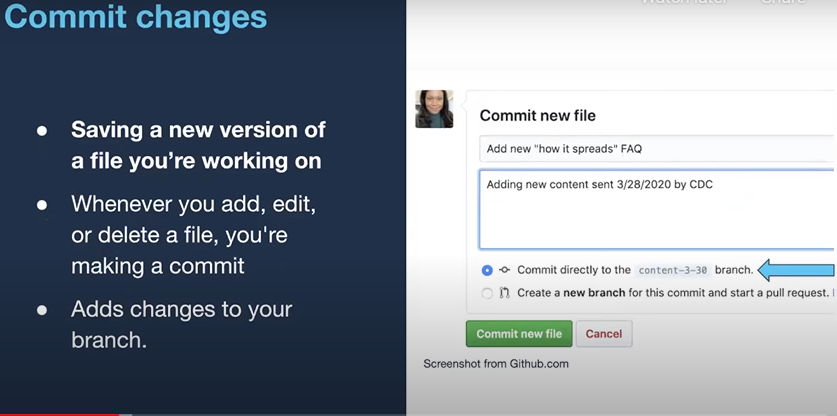 Commit changes
● Saving a new version of
a file you're working on
● Whenever you add, edit,
or delete a file, you're
making a commit
● Adds changes to your
branch.
Commit new file
Add new "how it spreads" FAQ
Adding new content sent 3/28/2020 by CDC
Commit directly to the content-3-30 branch.
Create a new branch for this commit and start a pull request.
Commit new file
Cancel
Screenshot from Github.com